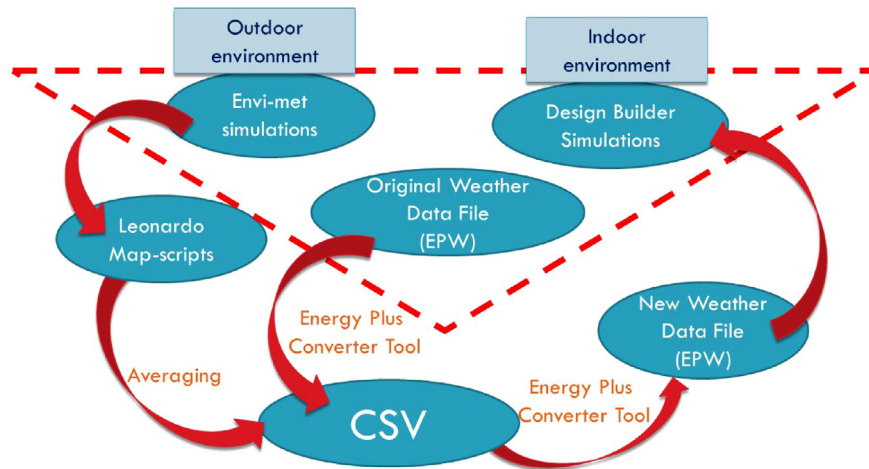 Outdoor
environment
Indoor
environment
Envi-met
simulations
Design Builder
Simulations
Original Weather
Data File
(EPW)
Leonardo
Map-scripts
New Weather
Data File
(EPW)
Energy Plus
Converter Tool
Averaging
Energy Plus
Converter Tool
CSV